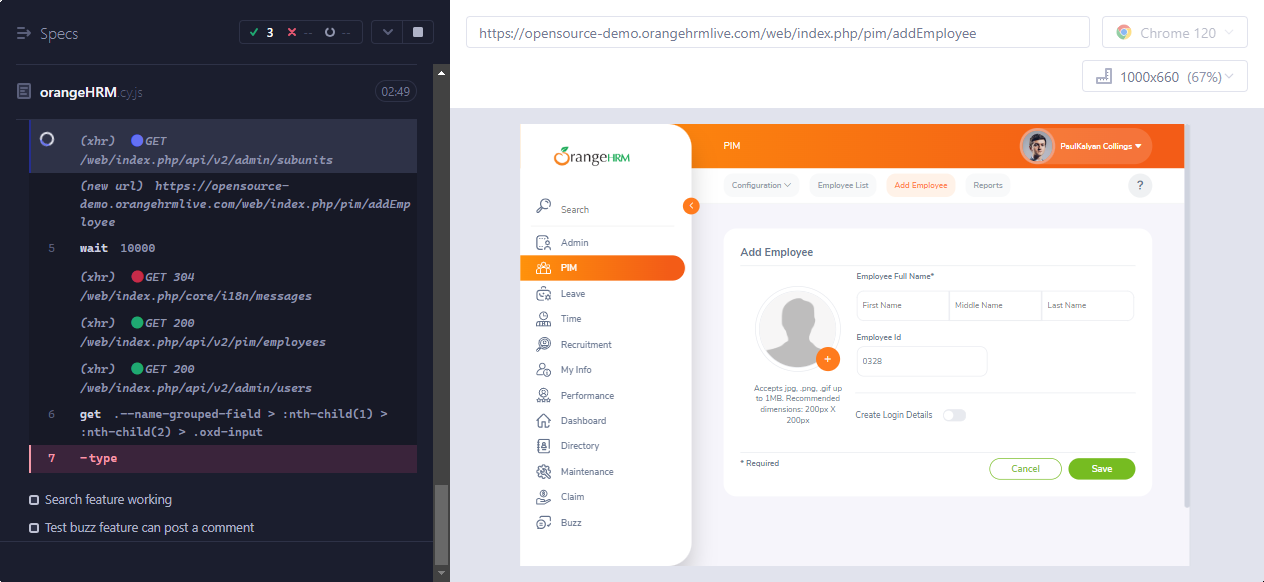 Specs
3
--
--
orangeHRM.cy.js
02:49
(xhr) GET
/web/index.php/api/v2/admin/subunits
(new url) https://opensource-
demo.orangehrmlive.com/web/index.php/pim/addEmp
loyee
5 wait 10000
(xhr) GET 304
/web/index.php/core/i18n/messages
(xhr) GET 200
/web/index.php/api/v2/pim/employees
(xhr) GET 200
/web/index.php/api/v2/admin/users
6 get .--name-grouped-field > :nth-child(1) >
:nth-child(2) > .oxd-input
7 -type
Search feature working
Test buzz feature can post a comment
https://opensource-demo.orangehrmlive.com/web/index.php/pim/addEmployee
Chrome 120
1000x660 (67%)
OrangeHRM
Search
Admin
PIM
Leave
Time
Recruitment
My Info
Performance
Dashboard
Directory
Maintenance
Claim
Buzz
PIM
PaulKalyan Collings
Configuration
Employee List
Add Employee
Reports
?
Add Employee
Employee Full Name*
First Name
Middle Name
Last Name
Employee Id
0328
Accepts jpg, .png, .gif up
to 1MB. Recommended
dimensions: 200px X
200px
Create Login Details
* Required
Cancel
Save